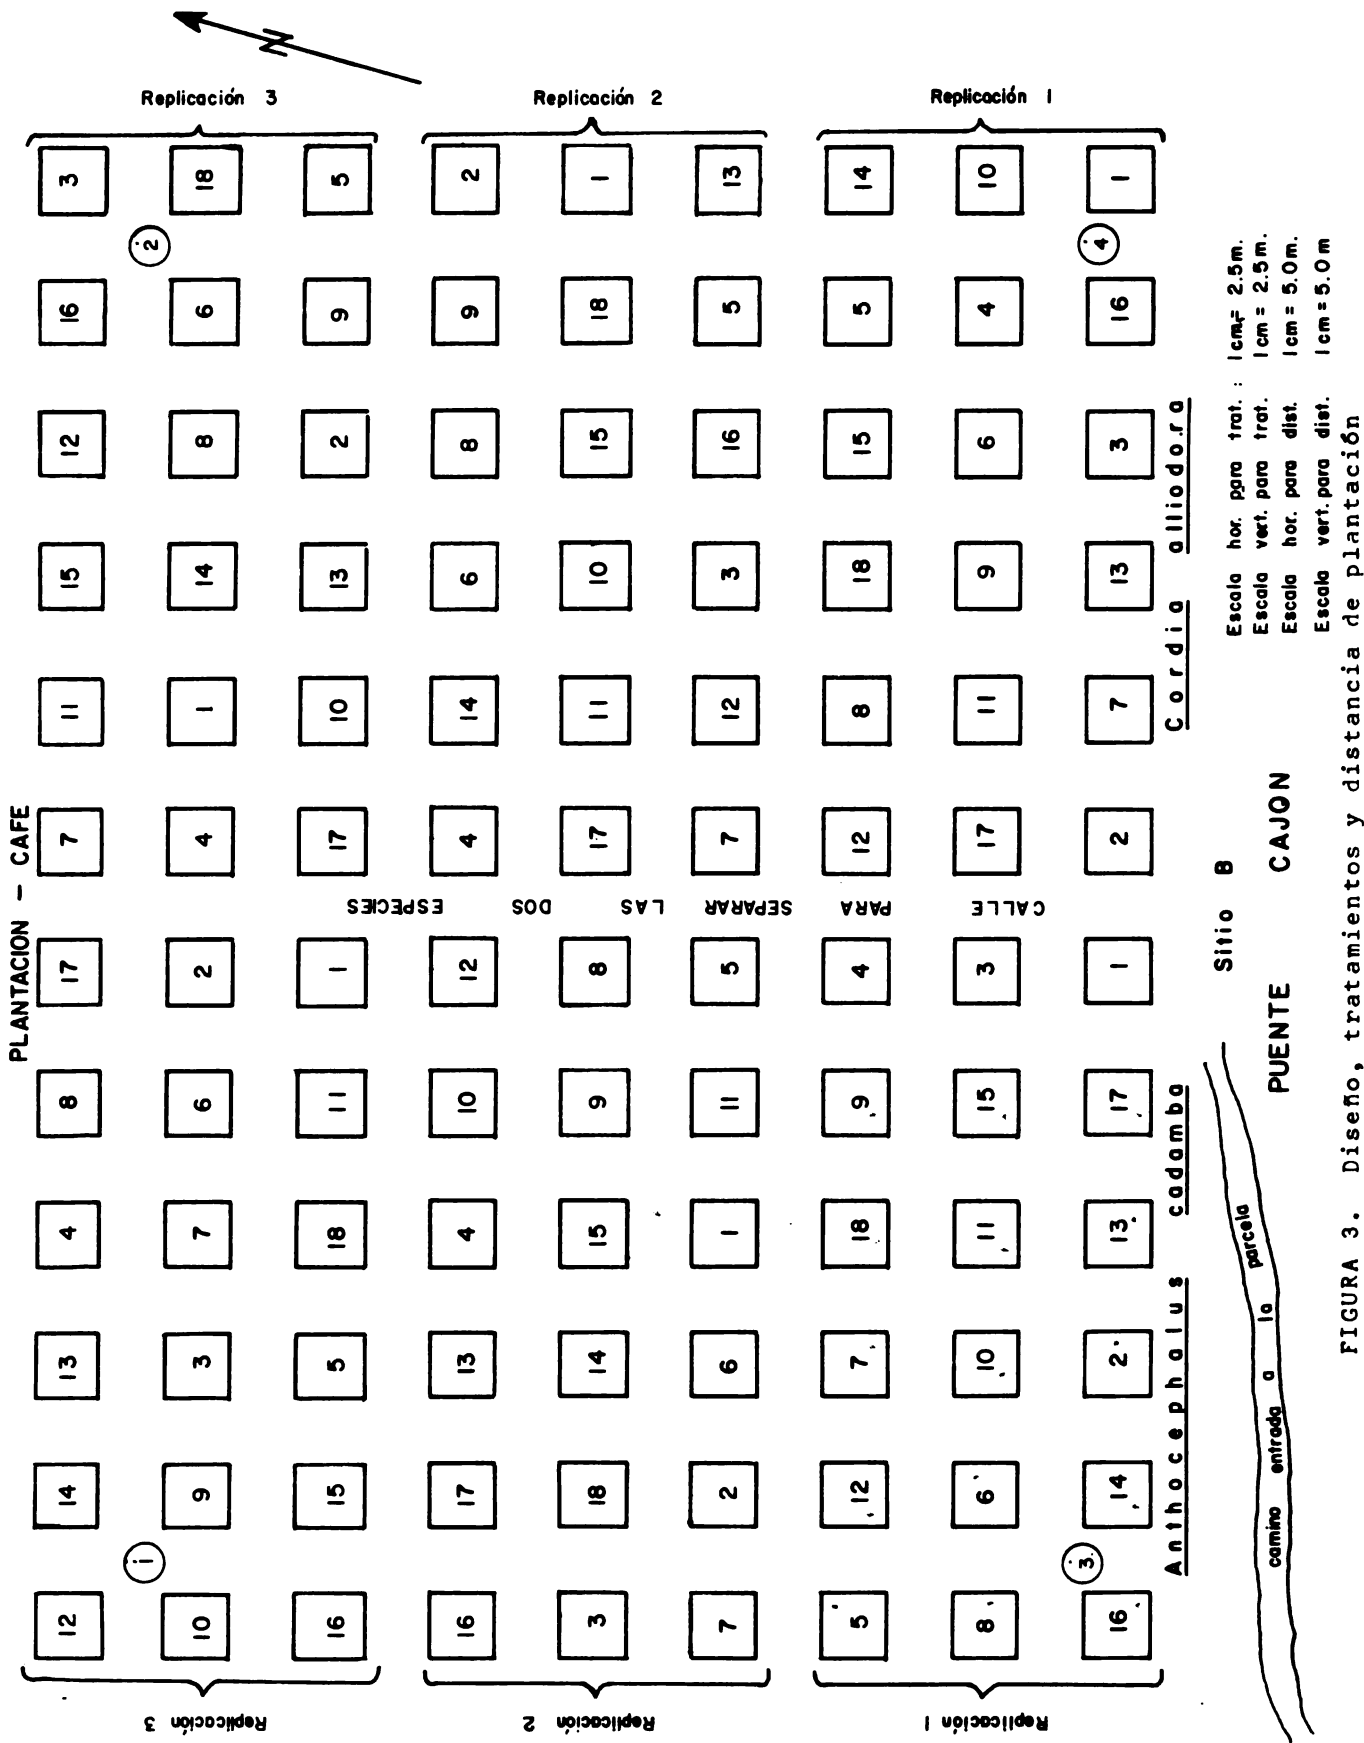 N
PLANTACION - CAFE
12 14 13 4 8 17 7 11 15 12 16 3
1 2
Replicación 3
10 9 3 7 6 2 4 1 14 8 6 18
Replicación 3
16 15 5 18 11 1 17 10 13 2 9 5
16 17 13 4 10 12 4 14 6 8 9 2
Replicación 2
3 18 14 15 9 8 17 11 10 15 18 1
Replicación 2
7 2 6 1 11 5 7 12 3 16 5 13
5 12 7 18 9 4 12 8 18 15 5 14
Replicación 1
8 6 10 11 15 3 17 11 9 6 4 10
Replicación 1
3 4
16 14 2 13 17 1 2 7 13 3 16 1
CALLE PARA SEPARAR LAS DOS ESPECIES
Anthocephalus cadamba
Cordia alliodora
Sitio B
PUENTE CAJON
camino entrada a la parcela
Escala hor. para trat. : 1cm= 2.5m.
Escala vert. para trat. 1cm = 2.5m.
Escala hor. para dist. 1cm = 5.0m.
Escala vert. para dist. 1cm = 5.0m
FIGURA 3. Diseño, tratamientos y distancia de plantación